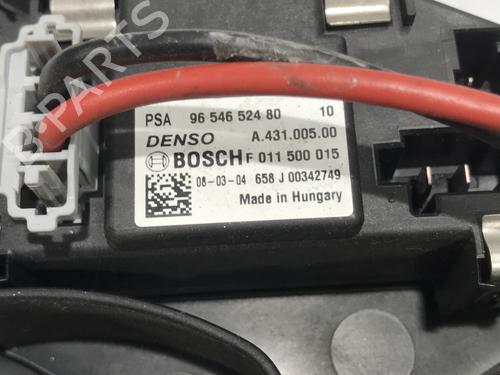 B-PARTS
PSA 96 546 524 80 10
DENSO A.431.005.00
BOSCH F 011 500 015
08-03-04 658 J 00342749
Made in Hungary